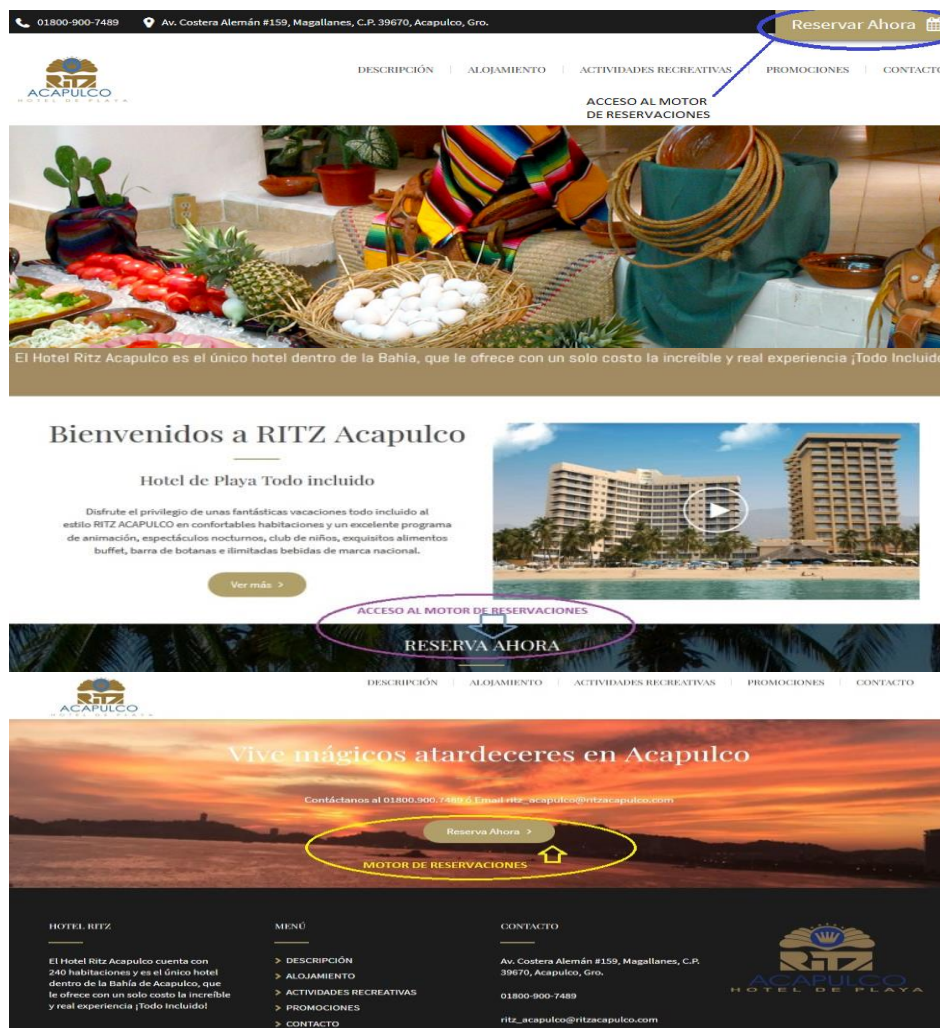 01800-900-7489
Av. Costera Alemán #159, Magallanes, C.P. 39670, Acapulco, Gro.
Reservar Ahora
RITZ
ACAPULCO
HOTEL DE PLAYA
DESCRIPCIÓN
ALOJAMIENTO
ACTIVIDADES RECREATIVAS
PROMOCIONES
CONTACTO
ACCESO AL MOTOR
DE RESERVACIONES
El Hotel Ritz Acapulco es el único hotel dentro de la Bahía, que le ofrece con un solo costo la increíble y real experiencia ¡Todo Incluido
Bienvenidos a RITZ Acapulco
Hotel de Playa Todo incluido
Disfrute el privilegio de unas fantásticas vacaciones todo incluido al
estilo RITZ ACAPULCO en confortables habitaciones y un excelente programa
de animación, espectáculos nocturnos, club de niños, exquisitos alimentos
buffet, barra de botanas e ilimitadas bebidas de marca nacional.
Ver más >
ACCESO AL MOTOR DE RESERVACIONES
RESERVA AHORA
RITZ
ACAPULCO
HOTEL DE PLAYA
DESCRIPCIÓN
ALOJAMIENTO
ACTIVIDADES RECREATIVAS
PROMOCIONES
CONTACTO
Vive mágicos atardeceres en Acapulco
Contáctanos al 01800.900.7489 ó Email ritz_acapulco@ritzacapulco.com
Reserva Ahora >
MOTOR DE RESERVACIONES
HOTEL RITZ
El Hotel Ritz Acapulco cuenta con
240 habitaciones y es el único hotel
dentro de la Bahía de Acapulco, que
le ofrece con un solo costo la increíble
y real experiencia ¡Todo Incluido!
MENÚ
> DESCRIPCIÓN
> ALOJAMIENTO
> ACTIVIDADES RECREATIVAS
> PROMOCIONES
> CONTACTO
CONTACTO
Av. Costera Alemán #159, Magallanes, C.P.
39670, Acapulco, Gro.
01800-900-7489
ritz_acapulco@ritzacapulco.com
RITZ
ACAPULCO
HOTEL DE PLAYA